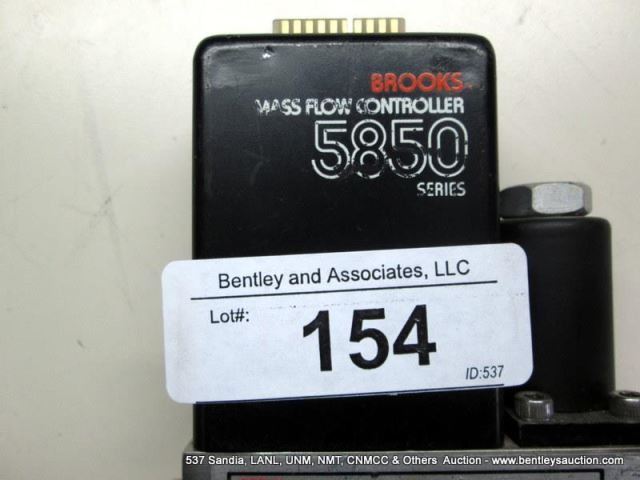 BROOKS
MASS FLOW CONTROLLER
5850
SERIES
Bentley and Associates, LLC
Lot#:
154
ID:537
537 Sandia, LANL, UNM, NMT, CNMCC & Others Auction - www.bentleysauction.com